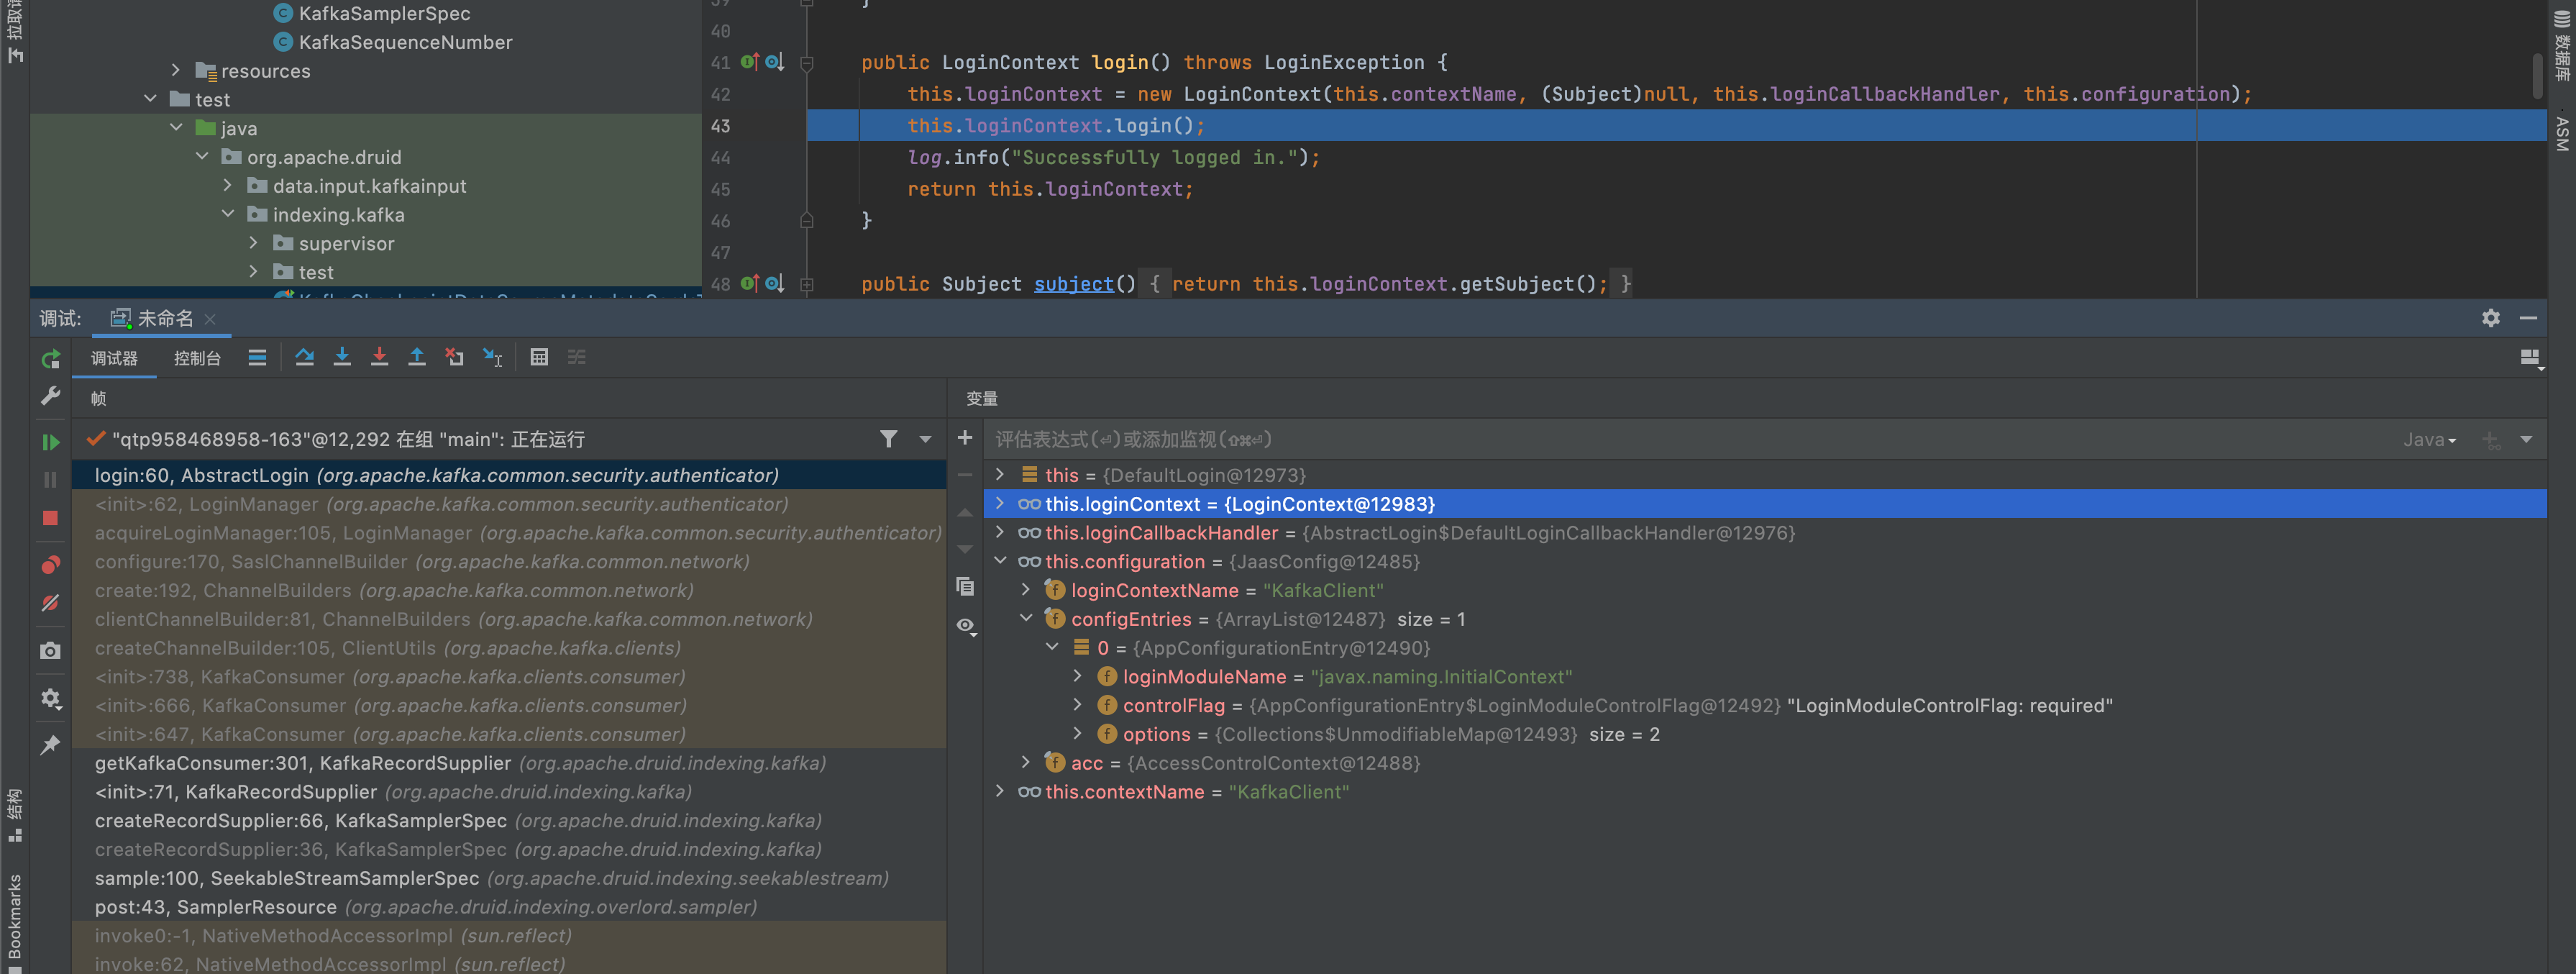 KafkaSamplerSpec
KafkaSequenceNumber
resources
test
java
org.apache.druid
data.input.kafkainput
indexing.kafka
supervisor
test
39 }
40
41 public LoginContext login() throws LoginException {
42 this.loginContext = new LoginContext(this.contextName, (Subject)null, this.loginCallbackHandler, this.configuration);
43 this.loginContext.login();
44 log.info("Successfully logged in.");
45 return this.loginContext;
46 }
47
48 public Subject subject() { return this.loginContext.getSubject(); }
数据库
ASM
结构
Bookmarks
调试:
未命名
调试器
控制台
帧
变量
"qtp958468958-163"@12,292 在组 "main": 正在运行
login:60, AbstractLogin (org.apache.kafka.common.security.authenticator)
<init>:62, LoginManager (org.apache.kafka.common.security.authenticator)
acquireLoginManager:105, LoginManager (org.apache.kafka.common.security.authenticator)
configure:170, SaslChannelBuilder (org.apache.kafka.common.network)
create:192, ChannelBuilders (org.apache.kafka.common.network)
clientChannelBuilder:81, ChannelBuilders (org.apache.kafka.common.network)
createChannelBuilder:105, ClientUtils (org.apache.kafka.clients)
<init>:738, KafkaConsumer (org.apache.kafka.clients.consumer)
<init>:666, KafkaConsumer (org.apache.kafka.clients.consumer)
<init>:647, KafkaConsumer (org.apache.kafka.clients.consumer)
getKafkaConsumer:301, KafkaRecordSupplier (org.apache.druid.indexing.kafka)
<init>:71, KafkaRecordSupplier (org.apache.druid.indexing.kafka)
createRecordSupplier:66, KafkaSamplerSpec (org.apache.druid.indexing.kafka)
createRecordSupplier:36, KafkaSamplerSpec (org.apache.druid.indexing.kafka)
sample:100, SeekableStreamSamplerSpec (org.apache.druid.indexing.seekablestream)
post:43, SamplerResource (org.apache.druid.indexing.overlord.sampler)
invoke0:-1, NativeMethodAccessorImpl (sun.reflect)
invoke:62, NativeMethodAccessorImpl (sun.reflect)
评估表达式(⏎)或添加监视(⇧⌘⏎)
Java
this = {DefaultLogin@12973}
this.loginContext = {LoginContext@12983}
this.loginCallbackHandler = {AbstractLogin$DefaultLoginCallbackHandler@12976}
this.configuration = {JaasConfig@12485}
loginContextName = "KafkaClient"
configEntries = {ArrayList@12487} size = 1
0 = {AppConfigurationEntry@12490}
loginModuleName = "javax.naming.InitialContext"
controlFlag = {AppConfigurationEntry$LoginModuleControlFlag@12492} "LoginModuleControlFlag: required"
options = {Collections$UnmodifiableMap@12493} size = 2
acc = {AccessControlContext@12488}
this.contextName = "KafkaClient"